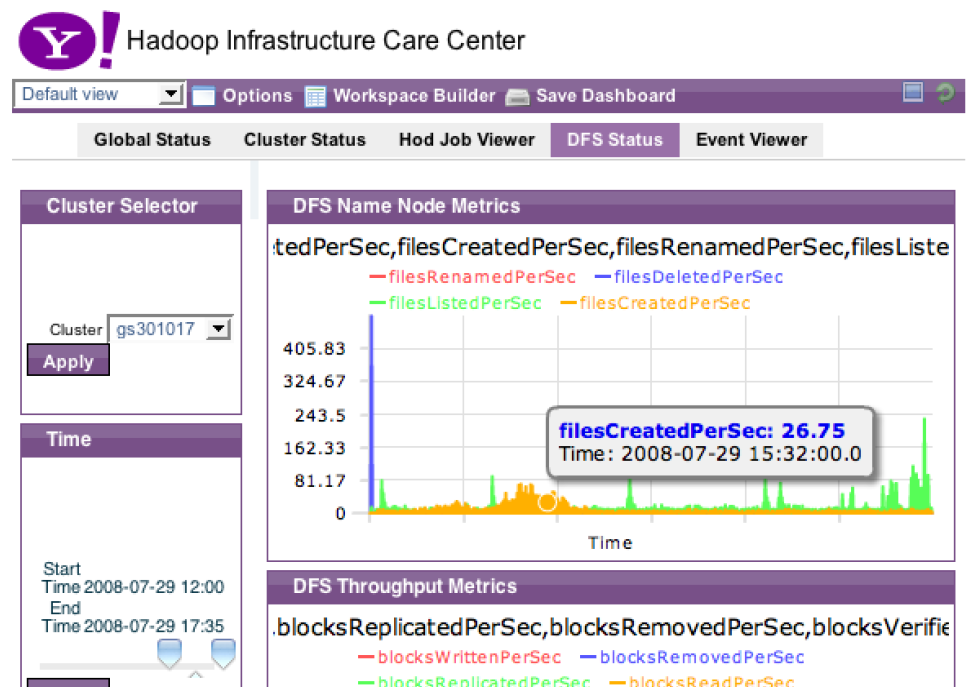 Y! Hadoop Infrastructure Care Center
Default view Options Workspace Builder Save Dashboard
Global Status Cluster Status Hod Job Viewer DFS Status Event Viewer
Cluster Selector
Cluster gs301017
Apply
Time
Start
Time 2008-07-29 12:00
End
Time 2008-07-29 17:35
DFS Name Node Metrics
tedPerSec,filesCreatedPerSec,filesRenamedPerSec,filesListe
filesRenamedPerSec filesDeletedPerSec
filesListedPerSec filesCreatedPerSec
405.83
324.67
243.5
162.33
81.17
0
filesCreatedPerSec: 26.75
Time: 2008-07-29 15:32:00.0
Time
DFS Throughput Metrics
.blocksReplicatedPerSec,blocksRemovedPerSec,blocksVerifie
blocksWrittenPerSec blocksRemovedPerSec
blocksReplicatedPerSec blocksReadPerSec